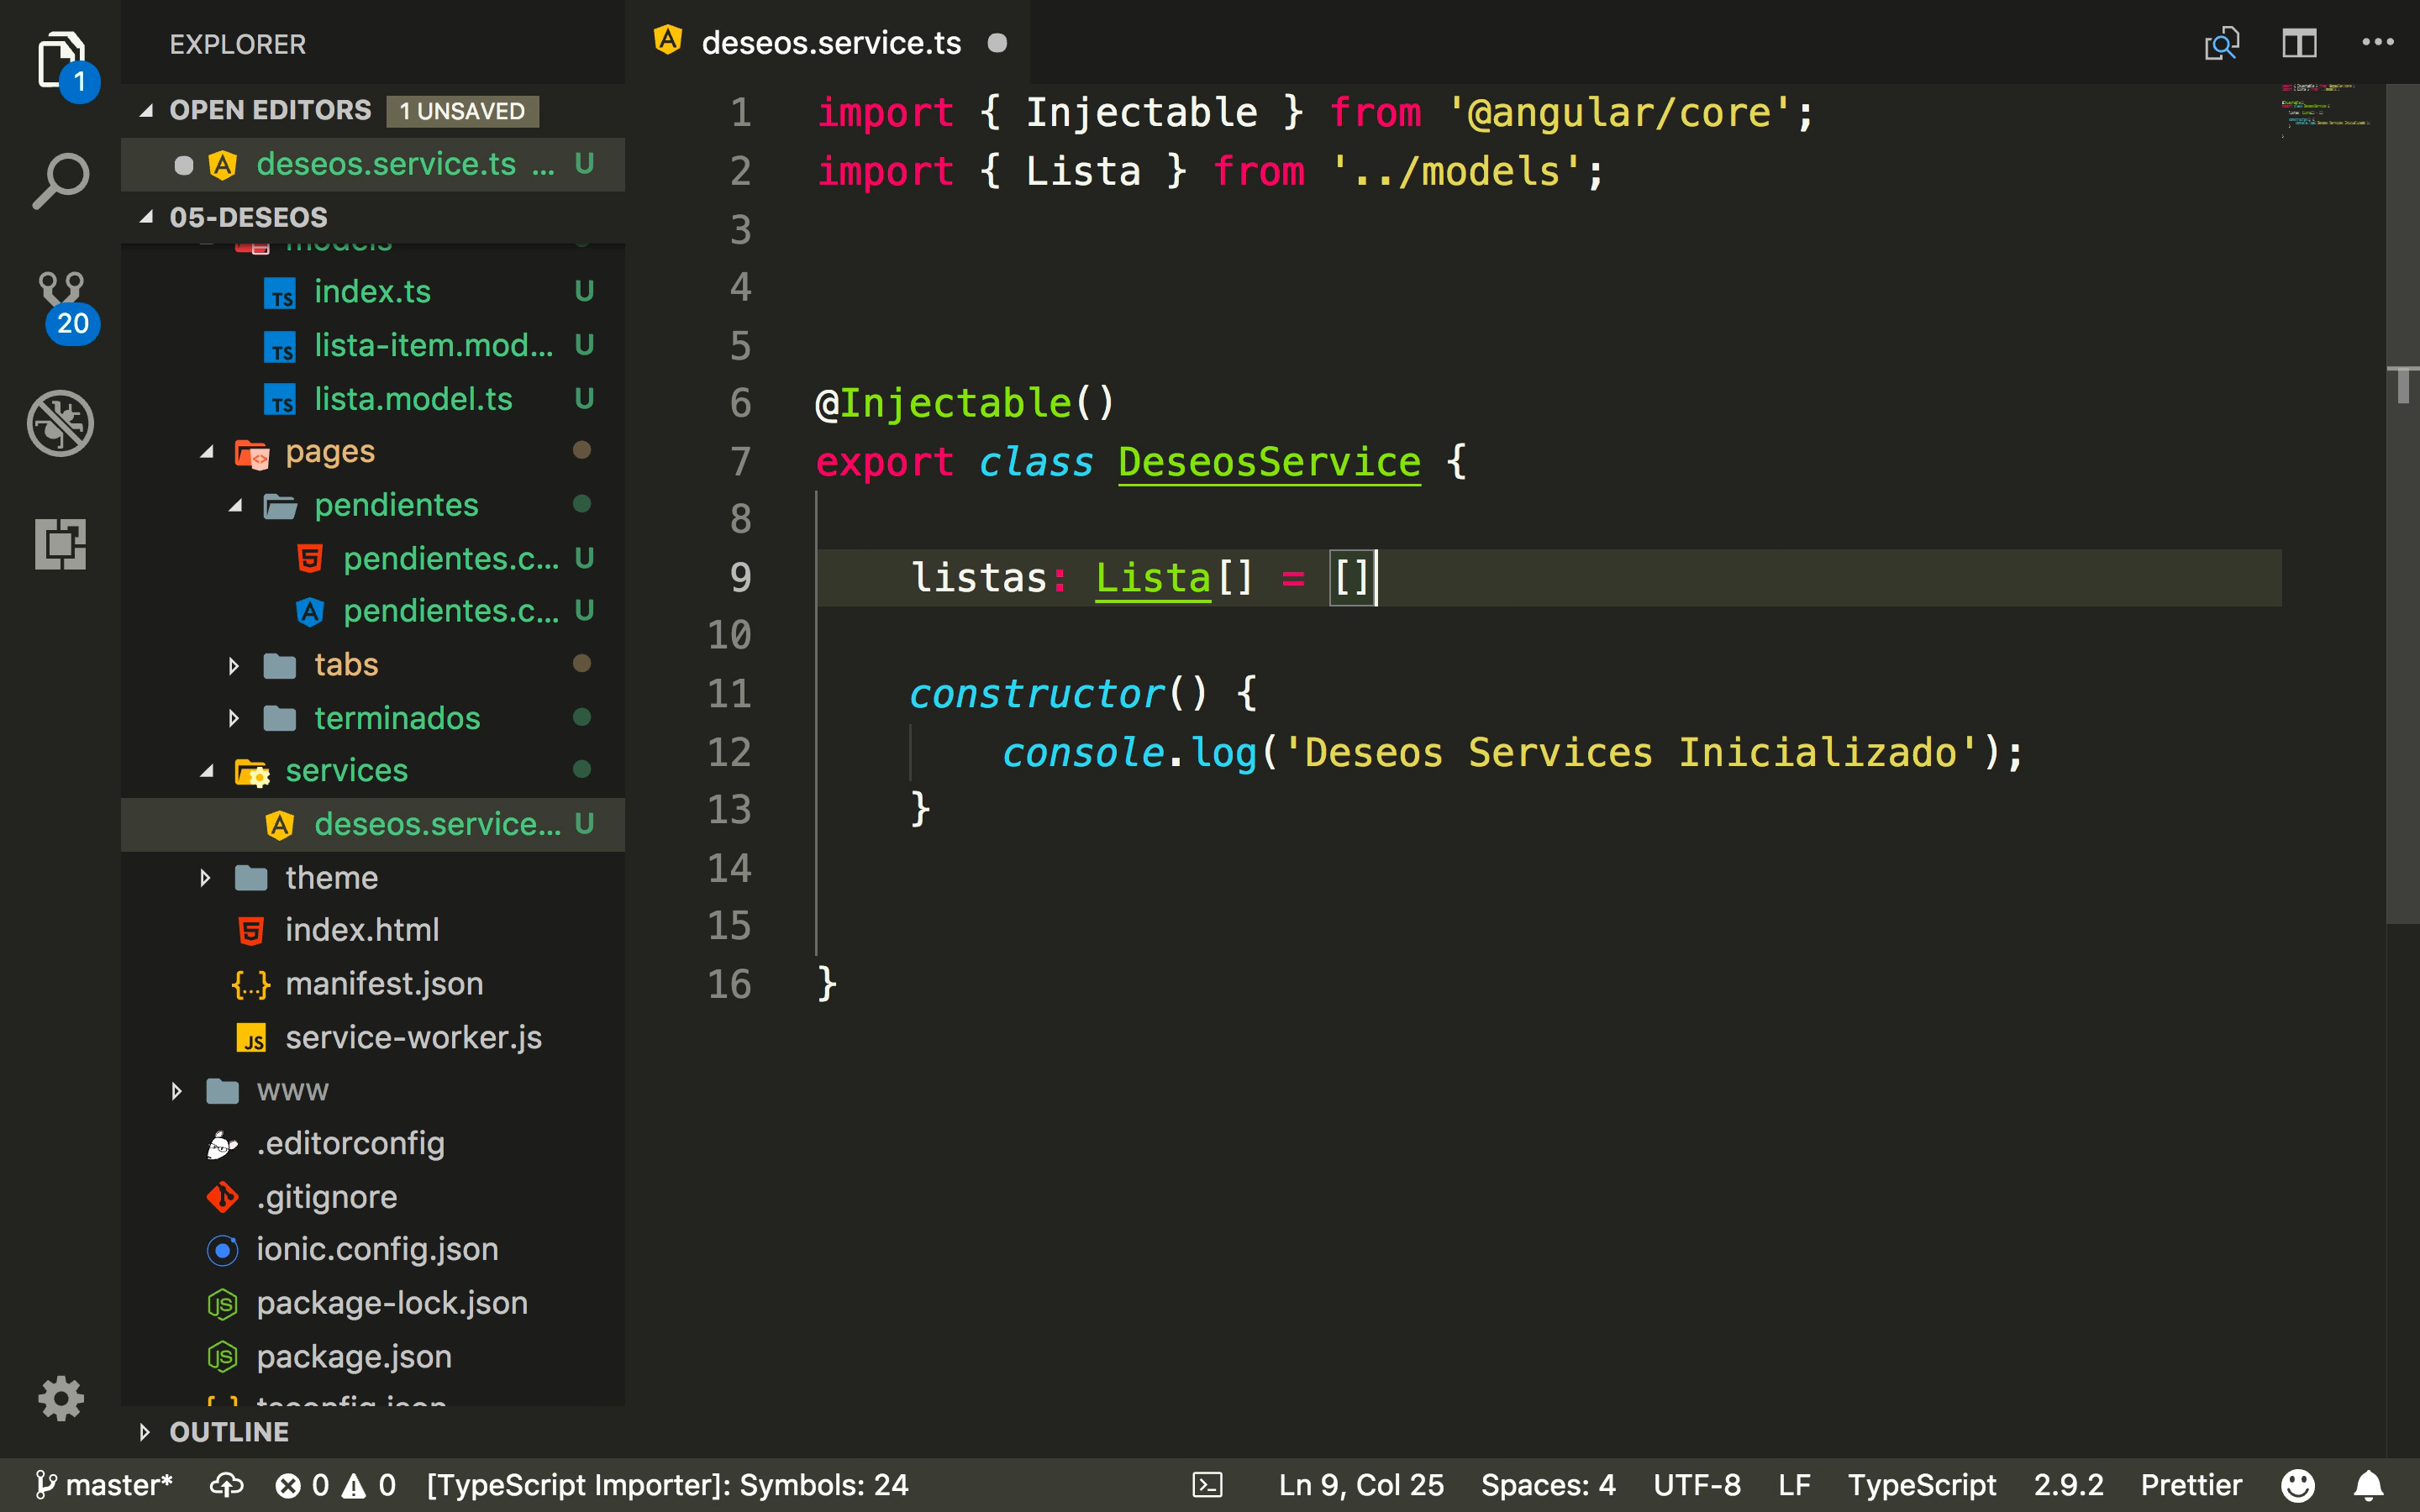 EXPLORER
1
OPEN EDITORS 1 UNSAVED
deseos.service.ts ... U
05-DESEOS
models
index.ts U
lista-item.mod... U
lista.model.ts U
pages
pendientes
pendientes.c... U
pendientes.c... U
tabs
terminados
services
deseos.service... U
theme
index.html
manifest.json
service-worker.js
www
.editorconfig
.gitignore
ionic.config.json
package-lock.json
package.json
tsconfig.json
OUTLINE
20
deseos.service.ts
1 import { Injectable } from '@angular/core';
2 import { Lista } from '../models';
3
4
5
6 @Injectable()
7 export class DeseosService {
8
9 listas: Lista[] = []
10
11 constructor() {
12 console.log('Deseos Services Inicializado');
13 }
14
15
16 }
master* 0 0 [TypeScript Importer]: Symbols: 24 Ln 9, Col 25 Spaces: 4 UTF-8 LF TypeScript 2.9.2 Prettier